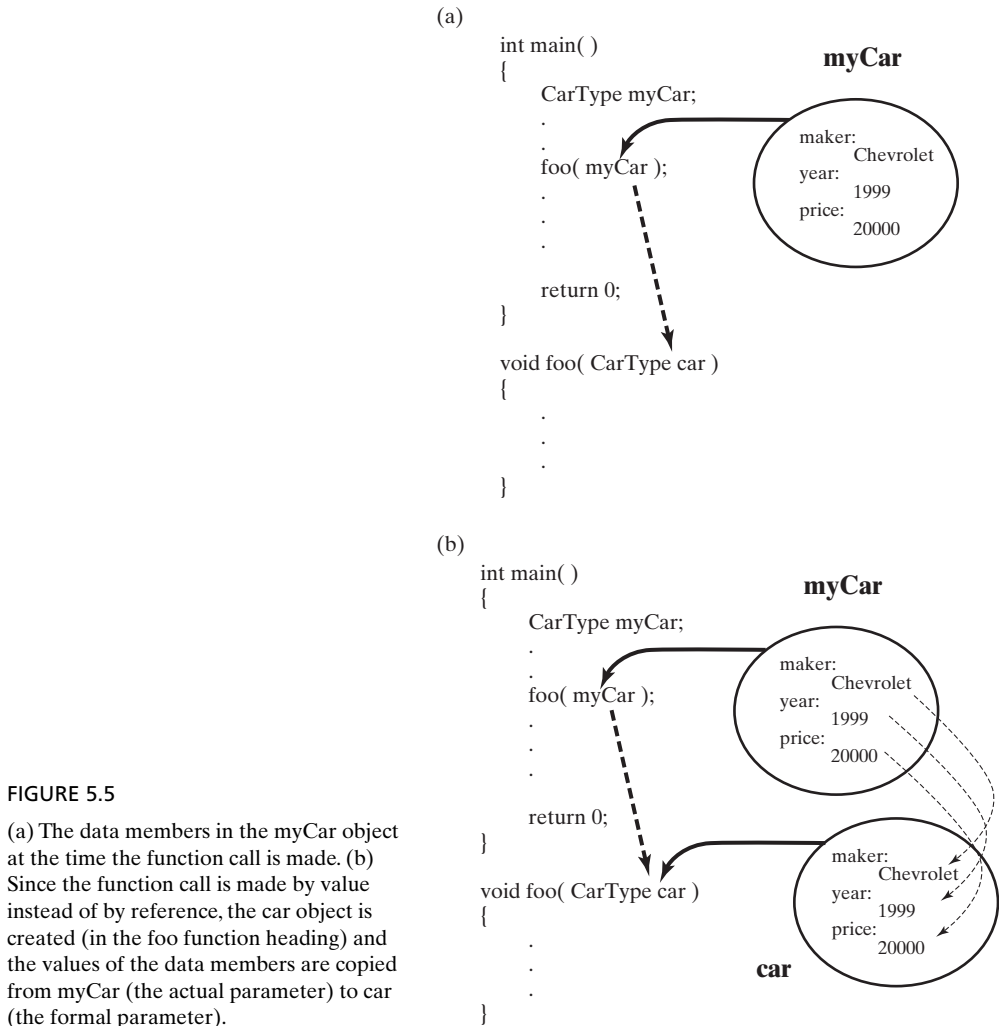 (a)
int main( )
{
CarType myCar;
.
.
foo( myCar );
.
.
.
return 0;
}
void foo( CarType car )
{
.
.
.
}
myCar
maker:
Chevrolet
year:
1999
price:
20000
(b)
int main( )
{
CarType myCar;
.
.
foo( myCar );
.
.
.
return 0;
}
void foo( CarType car )
{
.
.
.
}
myCar
maker:
Chevrolet
year:
1999
price:
20000
car
maker:
Chevrolet
year:
1999
price:
20000
FIGURE 5.5
(a) The data members in the myCar object
at the time the function call is made. (b)
Since the function call is made by value
instead of by reference, the car object is
created (in the foo function heading) and
the values of the data members are copied
from myCar (the actual parameter) to car
(the formal parameter).